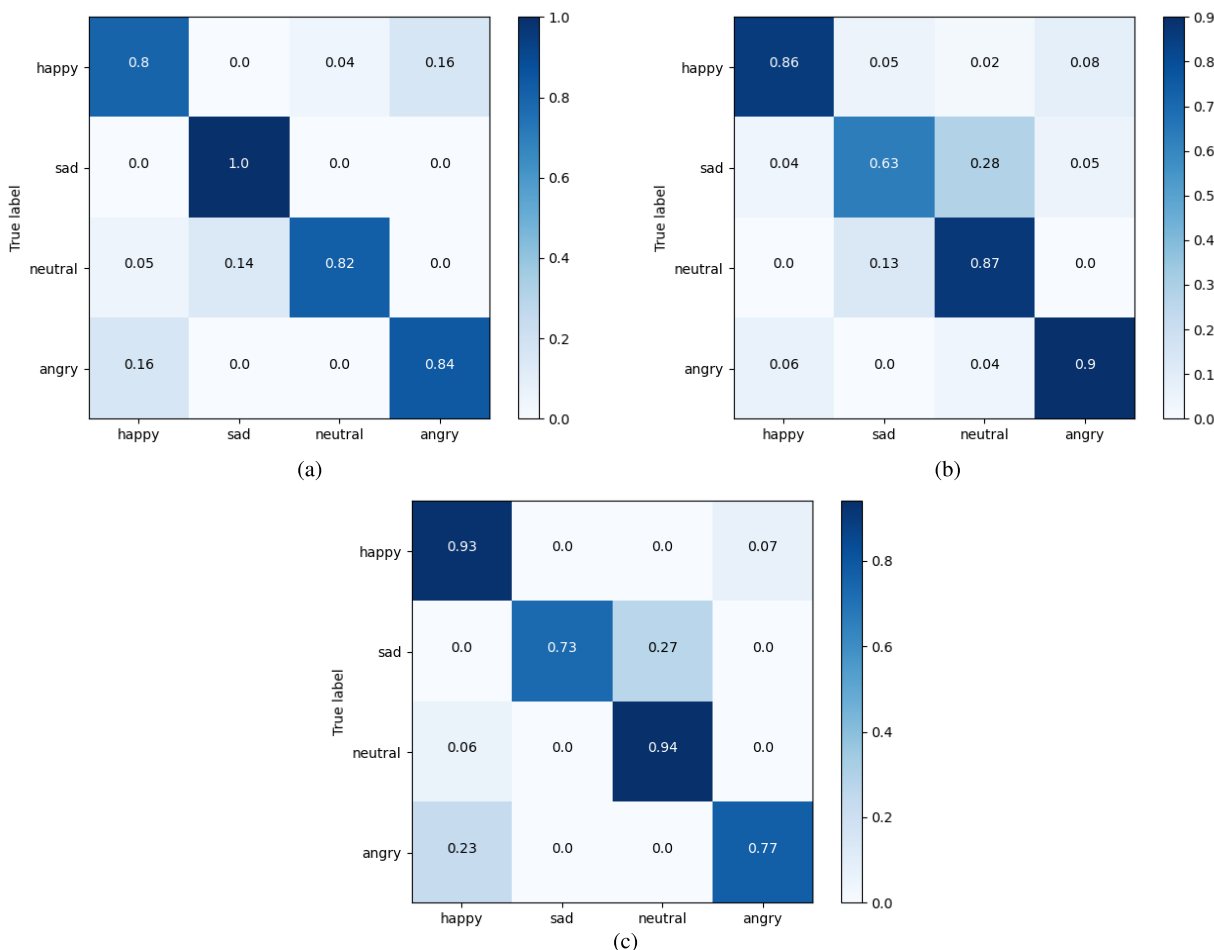 1.0
happy 0.8 0.0 0.04 0.16
0.8
sad 0.0 1.0 0.0 0.0
0.6
True label
0.4
neutral 0.05 0.14 0.82 0.0
0.2
angry 0.16 0.0 0.0 0.84
0.0
happy sad neutral angry
(a)
0.9
happy 0.86 0.05 0.02 0.08
0.8
0.7
sad 0.04 0.63 0.28 0.05
0.6
0.5
True label
0.4
neutral 0.0 0.13 0.87 0.0
0.3
0.2
angry 0.06 0.0 0.04 0.9
0.1
0.0
happy sad neutral angry
(b)
happy 0.93 0.0 0.0 0.07
0.8
sad 0.0 0.73 0.27 0.0
0.6
True label
0.4
neutral 0.06 0.0 0.94 0.0
0.2
angry 0.23 0.0 0.0 0.77
0.0
happy sad neutral angry
(c)